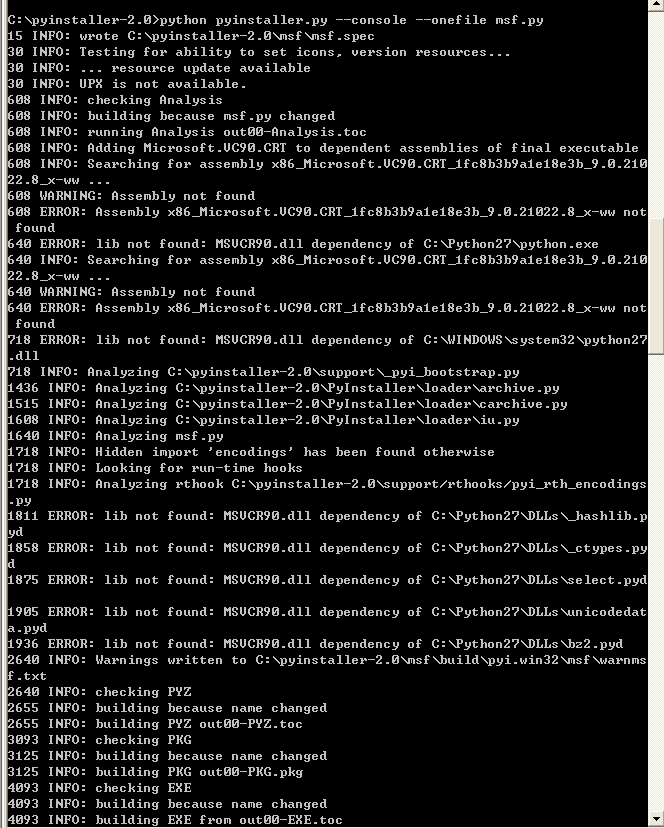 C:\pyinstaller-2.0>python pyinstaller.py --console --onefile msf.py
15 INFO: wrote C:\pyinstaller-2.0\msf\msf.spec
30 INFO: Testing for ability to set icons, version resources...
30 INFO: ... resource update available
30 INFO: UPX is not available.
608 INFO: checking Analysis
608 INFO: building because msf.py changed
608 INFO: running Analysis out00-Analysis.toc
608 INFO: Adding Microsoft.VC90.CRT to dependent assemblies of final executable
608 INFO: Searching for assembly x86_Microsoft.VC90.CRT_1fc8b3b9a1e18e3b_9.0.210
22.8_x-ww ...
608 WARNING: Assembly not found
608 ERROR: Assembly x86_Microsoft.VC90.CRT_1fc8b3b9a1e18e3b_9.0.21022.8_x-ww not
found
640 ERROR: lib not found: MSVCR90.dll dependency of C:\Python27\python.exe
640 INFO: Searching for assembly x86_Microsoft.VC90.CRT_1fc8b3b9a1e18e3b_9.0.210
22.8_x-ww ...
640 WARNING: Assembly not found
640 ERROR: Assembly x86_Microsoft.VC90.CRT_1fc8b3b9a1e18e3b_9.0.21022.8_x-ww not
found
718 ERROR: lib not found: MSVCR90.dll dependency of C:\WINDOWS\system32\python27
.dll
718 INFO: Analyzing C:\pyinstaller-2.0\support\_pyi_bootstrap.py
1436 INFO: Analyzing C:\pyinstaller-2.0\PyInstaller\loader\archive.py
1515 INFO: Analyzing C:\pyinstaller-2.0\PyInstaller\loader\carchive.py
1608 INFO: Analyzing C:\pyinstaller-2.0\PyInstaller\loader\iu.py
1640 INFO: Analyzing msf.py
1718 INFO: Hidden import 'encodings' has been found otherwise
1718 INFO: Looking for run-time hooks
1718 INFO: Analyzing rthook C:\pyinstaller-2.0\support/rthooks/pyi_rth_encodings
.py
1811 ERROR: lib not found: MSVCR90.dll dependency of C:\Python27\DLLs\_hashlib.p
yd
1858 ERROR: lib not found: MSVCR90.dll dependency of C:\Python27\DLLs\_ctypes.py
d
1875 ERROR: lib not found: MSVCR90.dll dependency of C:\Python27\DLLs\select.pyd
1905 ERROR: lib not found: MSVCR90.dll dependency of C:\Python27\DLLs\unicodedat
a.pyd
1936 ERROR: lib not found: MSVCR90.dll dependency of C:\Python27\DLLs\bz2.pyd
2640 INFO: Warnings written to C:\pyinstaller-2.0\msf\build\pyi.win32\msf\warnms
f.txt
2640 INFO: checking PYZ
2655 INFO: building because name changed
2655 INFO: building PYZ out00-PYZ.toc
3093 INFO: checking PKG
3125 INFO: building because name changed
3125 INFO: building PKG out00-PKG.pkg
4093 INFO: checking EXE
4093 INFO: building because name changed
4093 INFO: building EXE from out00-EXE.toc